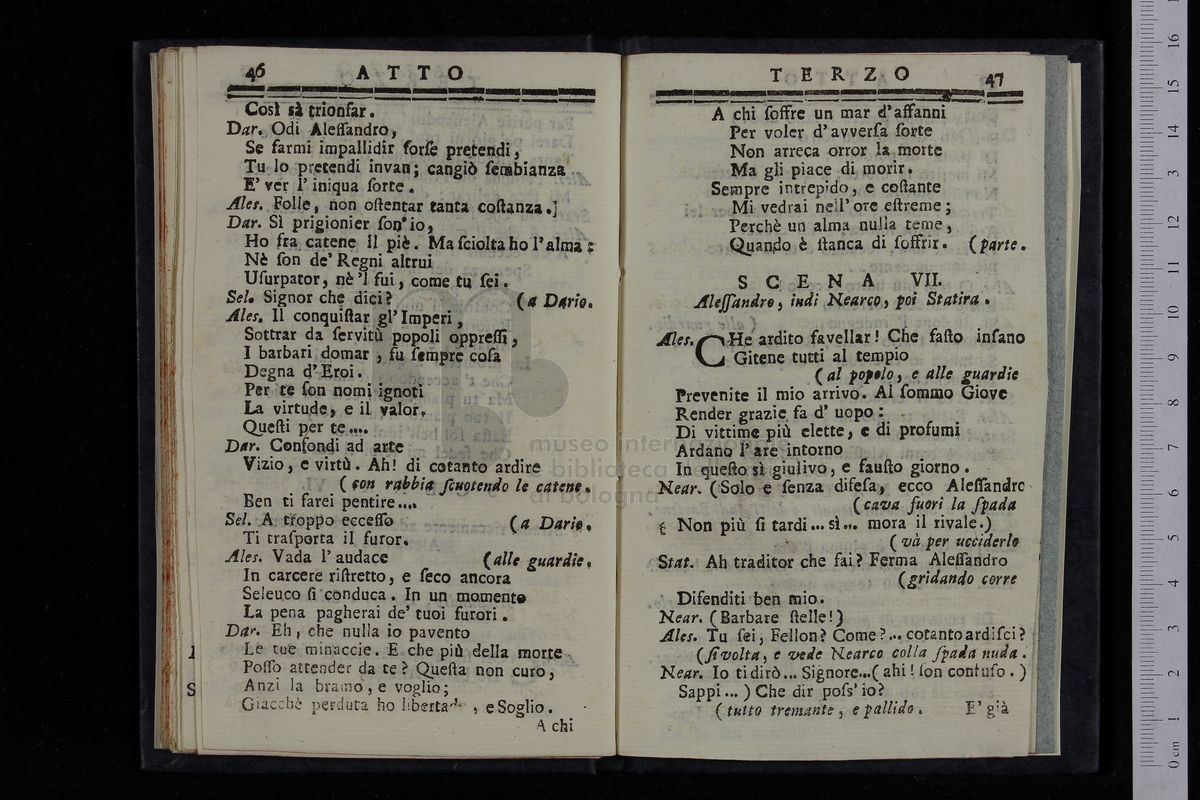 46 ATTO
Così sà trionfar.
Dar. Odi Aleſſandro,
Se farmi impallidir forſe pretendi,
Tu lo pretendi invan; cangiò ſembianza
E' ver l'iniqua ſorte.
Aleſ. Folle, non oſtentar tanta coſtanza.]
Dar. Sì prigionier ſon'io,
Ho fra catene il piè. Ma ſciolta ho l'alma:
Nè ſon de' Regni altrui
Uſurpator, nè 'l fui, come tu ſei.
Sel. Signor che dici? (a Dario.
Aleſ. Il conquiſtar gl'Imperi,
Sottrar da ſervitù popoli oppreſſi,
I barbari domar, fu ſempre coſa
Degna d'Eroi.
Per te ſon nomi ignoti
La virtude, e il valor.
Queſti per te....
Dar. Confondi ad arte
Vizio, e virtù. Ah! di cotanto ardire
(con rabbia ſcuotendo le catene.
Ben ti farei pentire....
Sel. A troppo ecceſſo (a Dario.
Ti traſporta il furor.
Aleſ. Vada l'audace (alle guardie.
In carcere riſtretto, e ſeco ancora
Seleuco ſi conduca. In un momento
La pena pagherai de' tuoi furori.
Dar. Eh, che nulla io pavento
Le tue minaccie. E che più della morte
Poſſo attender da te? Queſta non curo,
Anzi la bramo, e voglio;
Giacchè perduta ho libertà, e Soglio.
A chi
TERZO 47
A chi ſoffre un mar d'affanni
Per voler d'avverſa ſorte
Non arreca orror la morte
Ma gli piace di morir.
Sempre intrepido, e coſtante
Mi vedrai nell'ore eſtreme;
Perchè un alma nulla teme,
Quando è ſtanca di ſoffrir. (parte.
SCENA VII.
Aleſſandro, indi Nearco, poi Statira.
Aleſ. CHe ardito favellar! Che faſto inſano
Gitene tutti al tempio
(al popolo, e alle guardie
Prevenite il mio arrivo. Al ſommo Giove
Render grazie fa d'uopo:
Di vittime più elette, e di profumi
Ardano l'are intorno
In queſto sì giulivo, e fauſto giorno.
Near. (Solo e ſenza difeſa, ecco Aleſſandro
(cava fuori la ſpada
Non più ſi tardi... sì... mora il rivale.)
(và per ucciderlo
Stat. Ah traditor che fai? Ferma Aleſſandro
(gridando corre
Difenditi ben mio.
Near. (Barbare ſtelle!)
Aleſ. Tu ſei, Fellon? Come?... cotanto ardiſci?
(ſi volta, e vede Nearco colla ſpada nuda.
Near. Io ti dirò... Signore...(ahi! ſon confuſo.)
Sappi...) Che dir poſs'io?
(tutto tremante, e pallido. E' già
museo internazionale
biblioteca della
di bologna